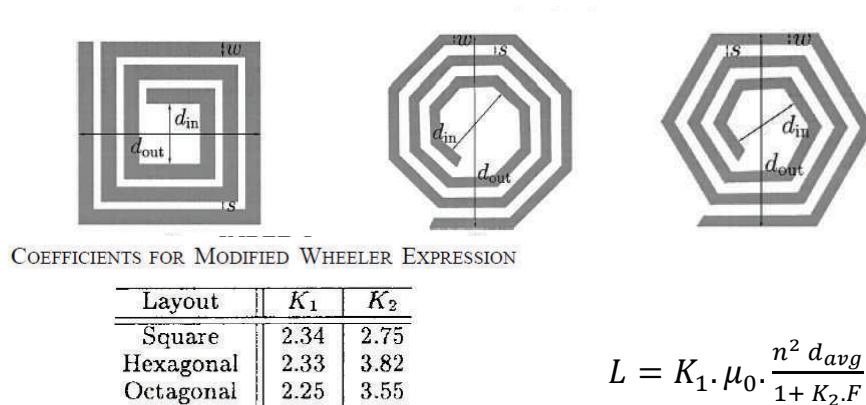 w
s
d_in
d_out
w
s
d_in
d_out
s
w
d_in
d_out
COEFFICIENTS FOR MODIFIED WHEELER EXPRESSION
Layout K₁ K₂
Square 2.34 2.75
Hexagonal 2.33 3.82
Octagonal 2.25 3.55
L = K₁. μ₀. n² d_avg / 1+ K₂.F